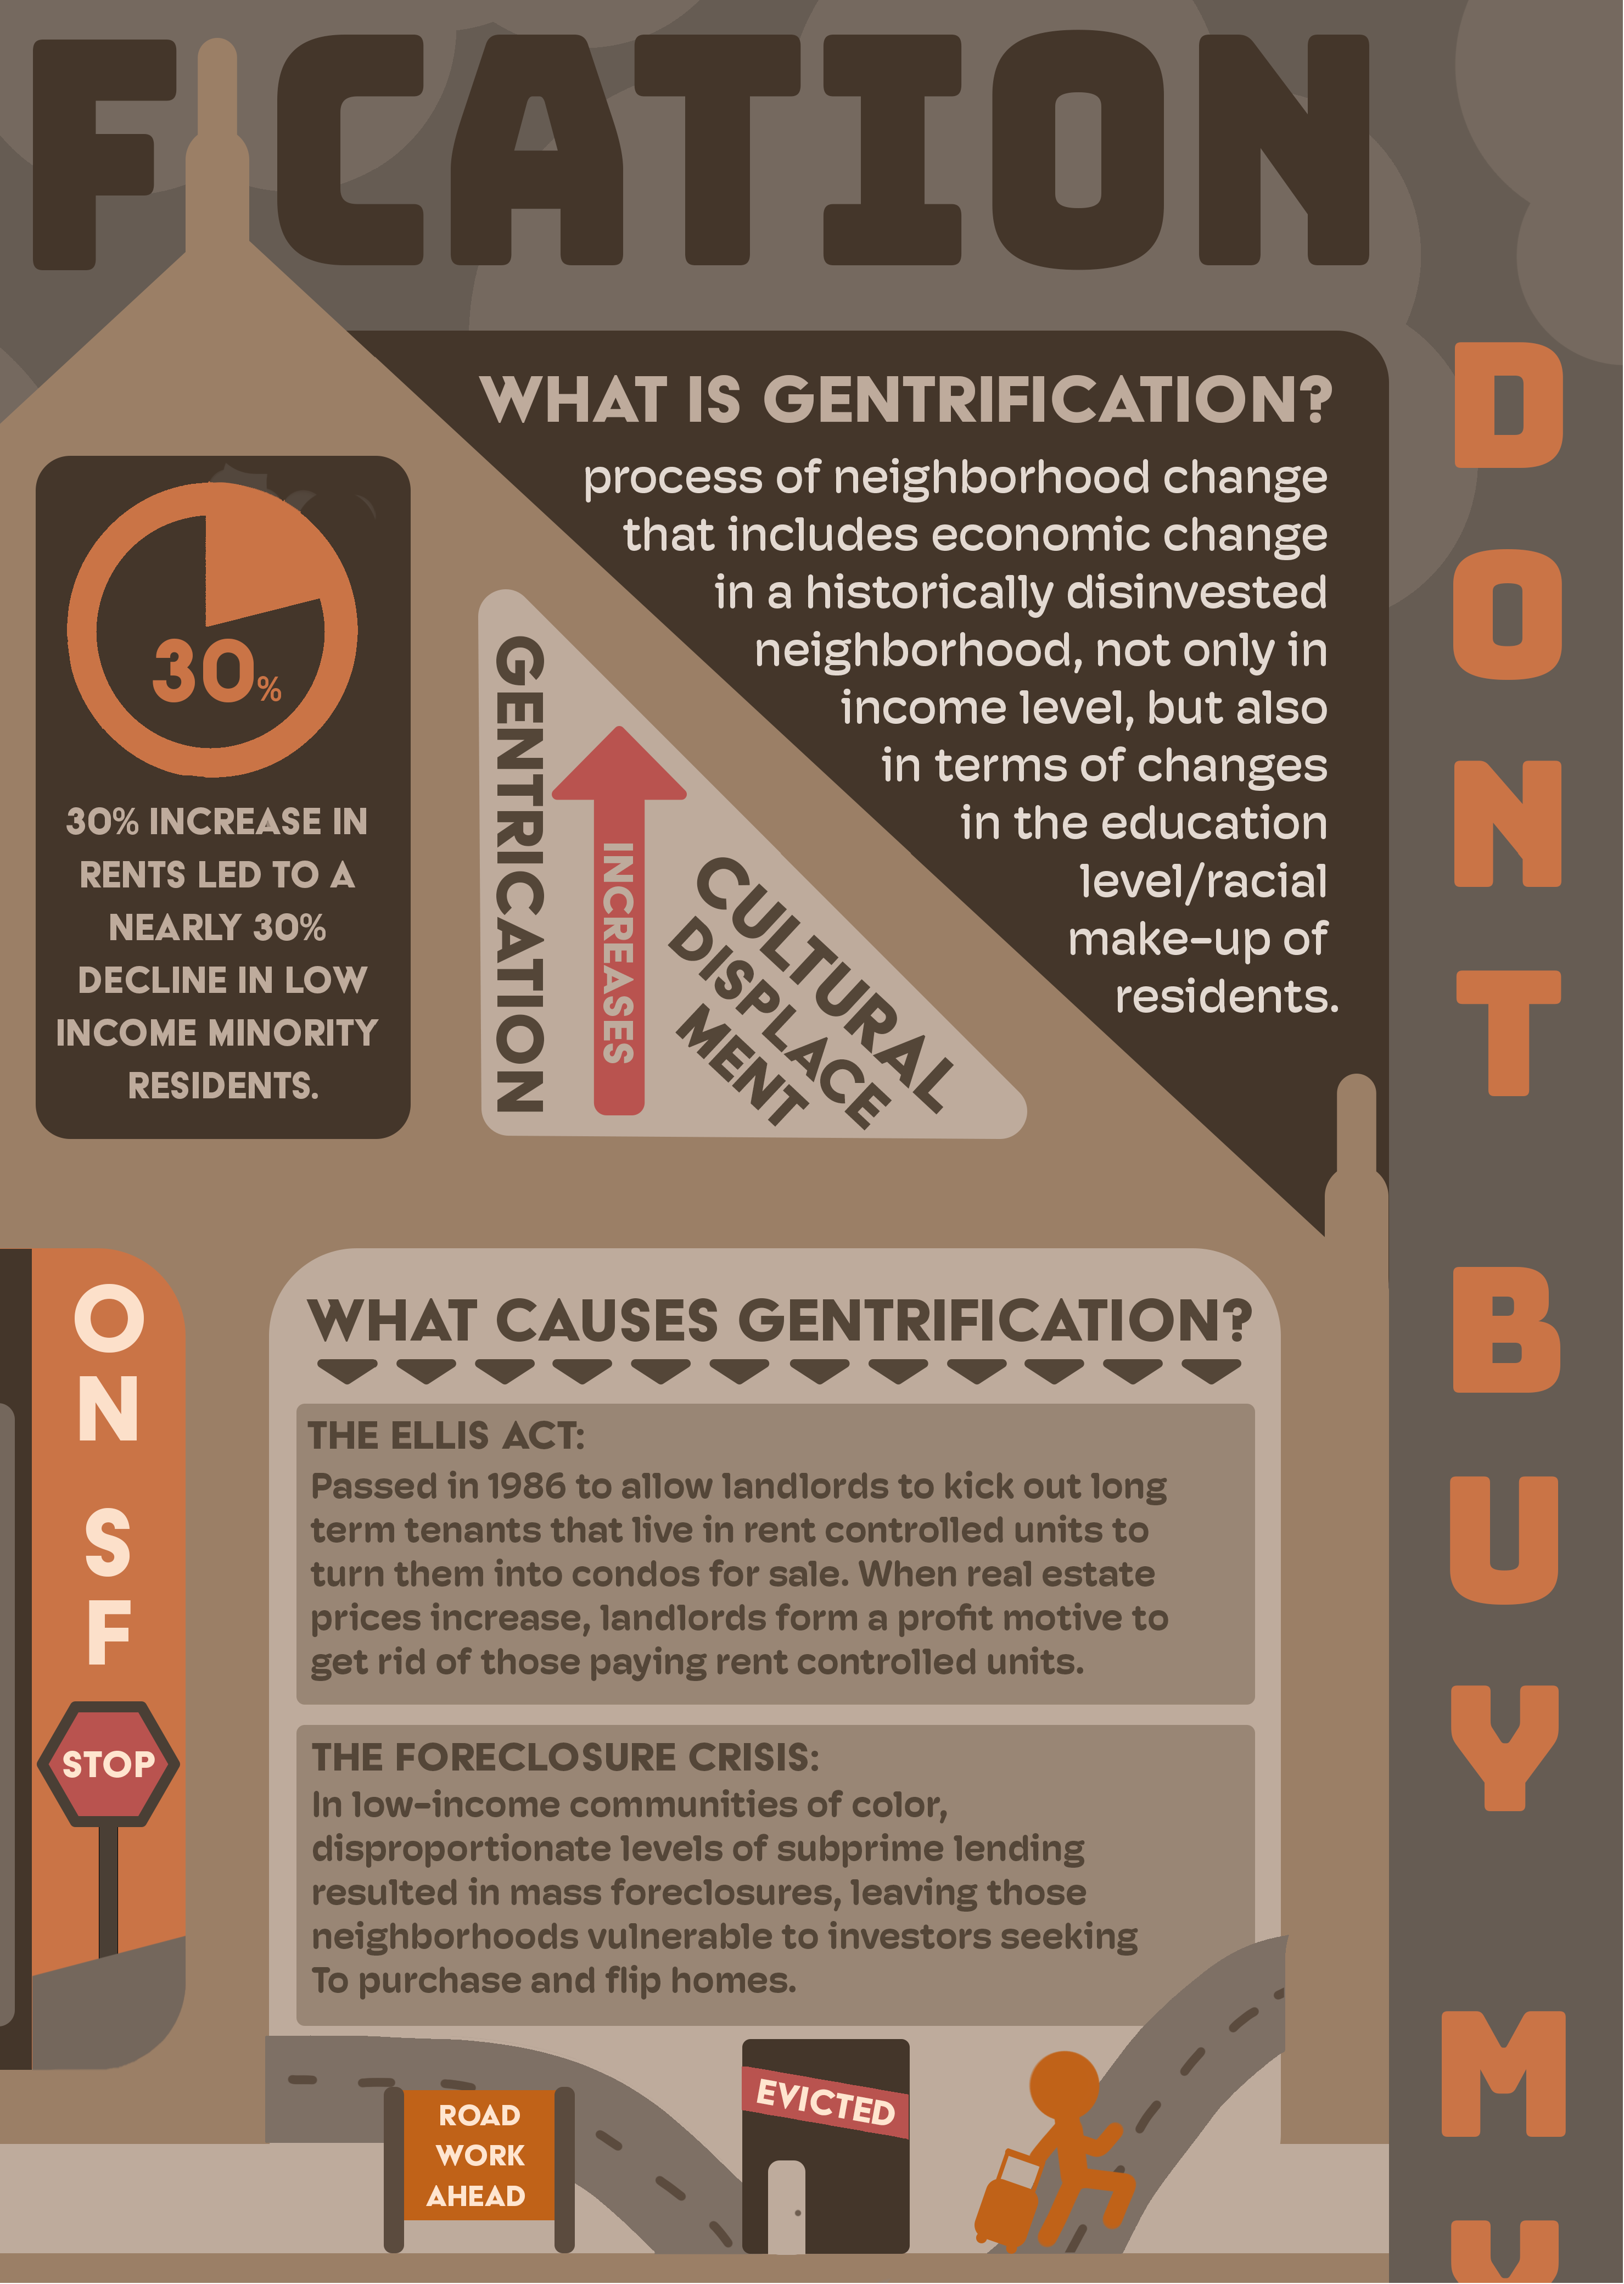 FICATION
WHAT IS GENTRIFICATION?
process of neighborhood change
that includes economic change
in a historically disinvested
neighborhood, not only in
income level, but also
in terms of changes
in the education
level/racial
make-up of
residents.
30%
30% INCREASE IN
RENTS LED TO A
NEARLY 30%
DECLINE IN LOW
INCOME MINORITY
RESIDENTS.
GENTRICATION
INCREASES
CULTURAL
DISPLACE
MENT
ON SF
STOP
WHAT CAUSES GENTRIFICATION?
THE ELLIS ACT:
Passed in 1986 to allow landlords to kick out long
term tenants that live in rent controlled units to
turn them into condos for sale. When real estate
prices increase, landlords form a profit motive to
get rid of those paying rent controlled units.
THE FORECLOSURE CRISIS:
In low-income communities of color,
disproportionate levels of subprime lending
resulted in mass foreclosures, leaving those
neighborhoods vulnerable to investors seeking
To purchase and flip homes.
ROAD
WORK
AHEAD
EVICTED
DONT BUY M